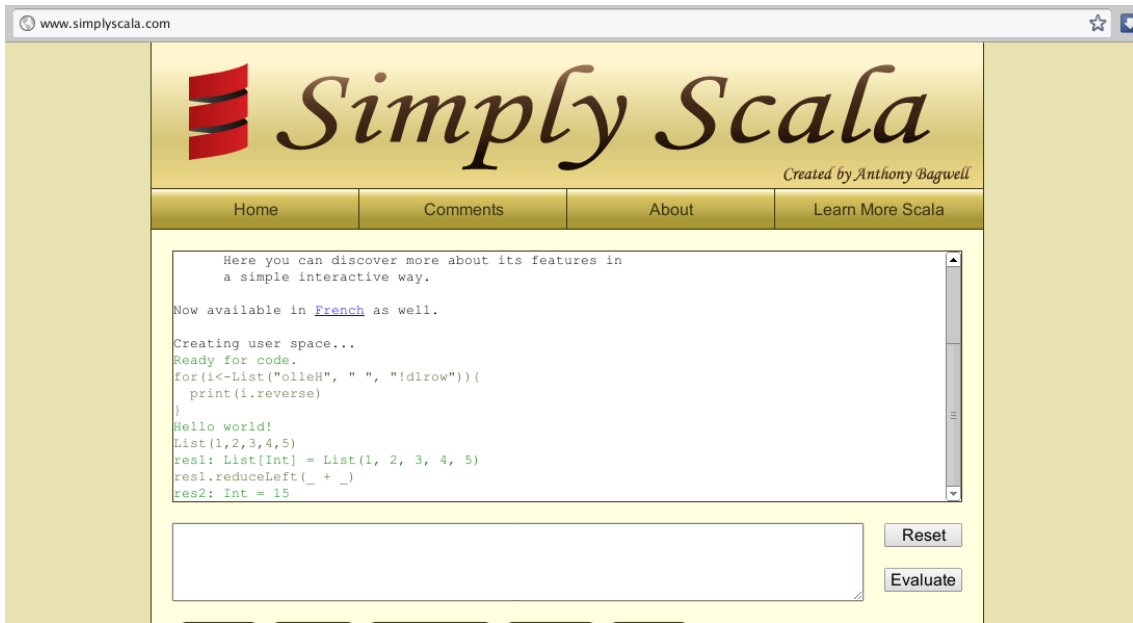 www.simplyscala.com
Simply Scala
Created by Anthony Bagwell
Home Comments About Learn More Scala
Here you can discover more about its features in
a simple interactive way.
Now available in French as well.
Creating user space...
Ready for code.
for(i<-List("olleH", " ", "!dlrow")){
print(i.reverse)
}
Hello world!
List(1,2,3,4,5)
res1: List[Int] = List(1, 2, 3, 4, 5)
res1.reduceLeft(_ + _)
res2: Int = 15
Reset
Evaluate